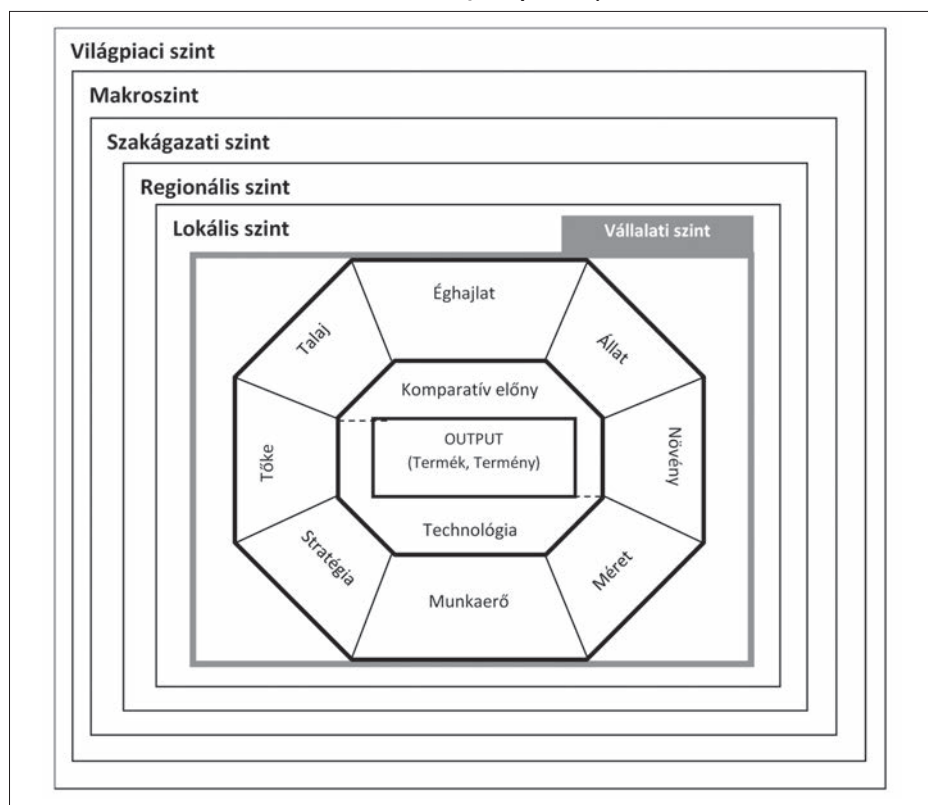 Világpiaci szint
Makroszint
Szakágazati szint
Regionális szint
Lokális szint
Vállalati szint
Éghajlat
Talaj
Állat
Komparatív előny
OUTPUT
(Termék, Termény)
Tőke
Növény
Technológia
Stratégia
Méret
Munkaerő